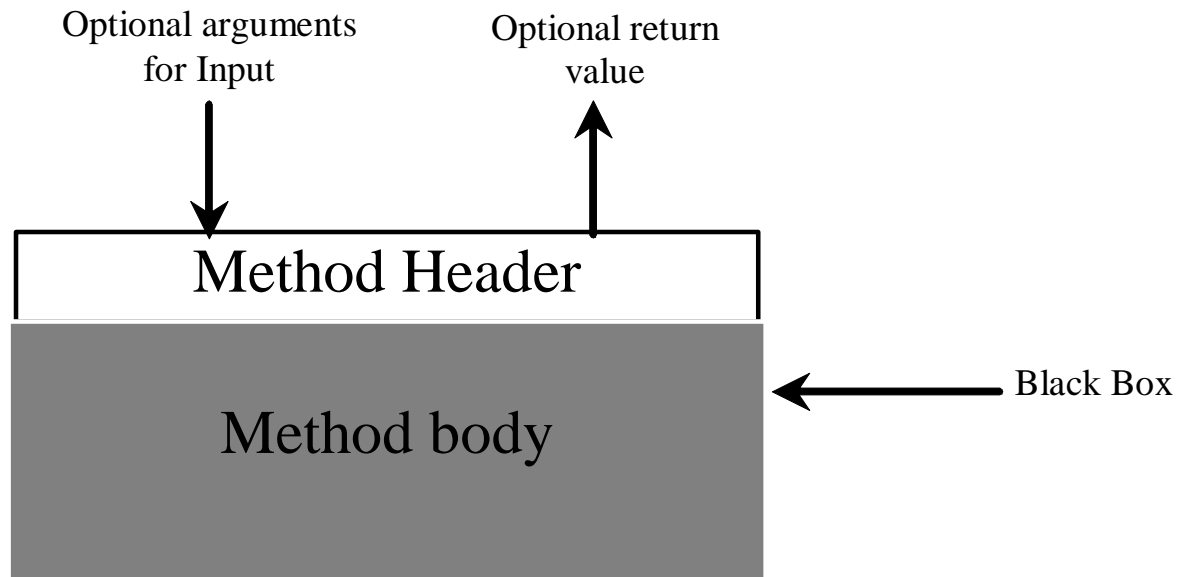 Optional arguments
for Input
Optional return
value
Method Header
Black Box
Method body